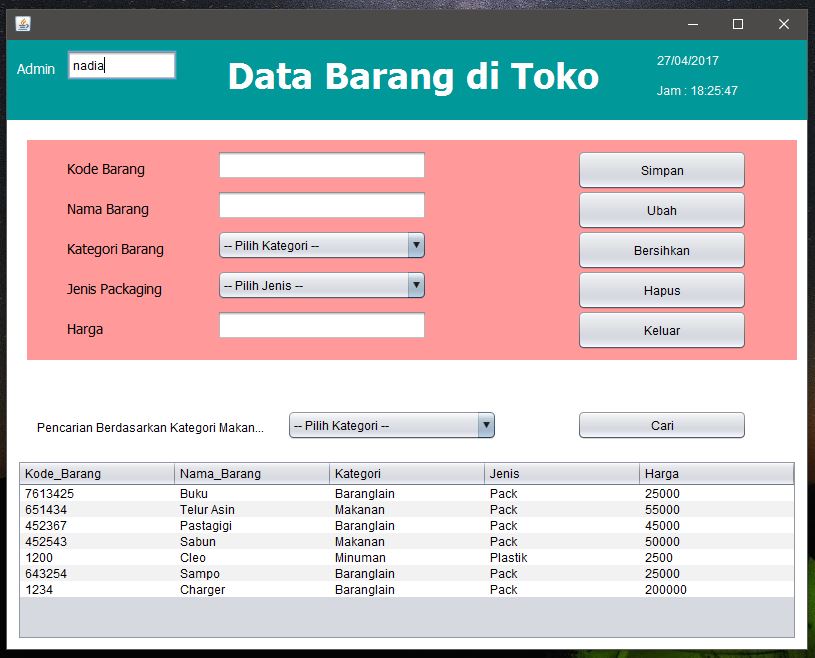 Admin nadia
Data Barang di Toko
27/04/2017
Jam : 18:25:47
Kode Barang
Simpan
Nama Barang
Ubah
Kategori Barang -- Pilih Kategori --
Bersihkan
Jenis Packaging -- Pilih Jenis --
Hapus
Harga
Keluar
Pencarian Berdasarkan Kategori Makan... -- Pilih Kategori -- Cari
Kode_Barang Nama_Barang Kategori Jenis Harga
7613425 Buku Baranglain Pack 25000
651434 Telur Asin Makanan Pack 55000
452367 Pastagigi Baranglain Pack 45000
452543 Sabun Makanan Pack 50000
1200 Cleo Minuman Plastik 2500
643254 Sampo Baranglain Pack 25000
1234 Charger Baranglain Pack 200000